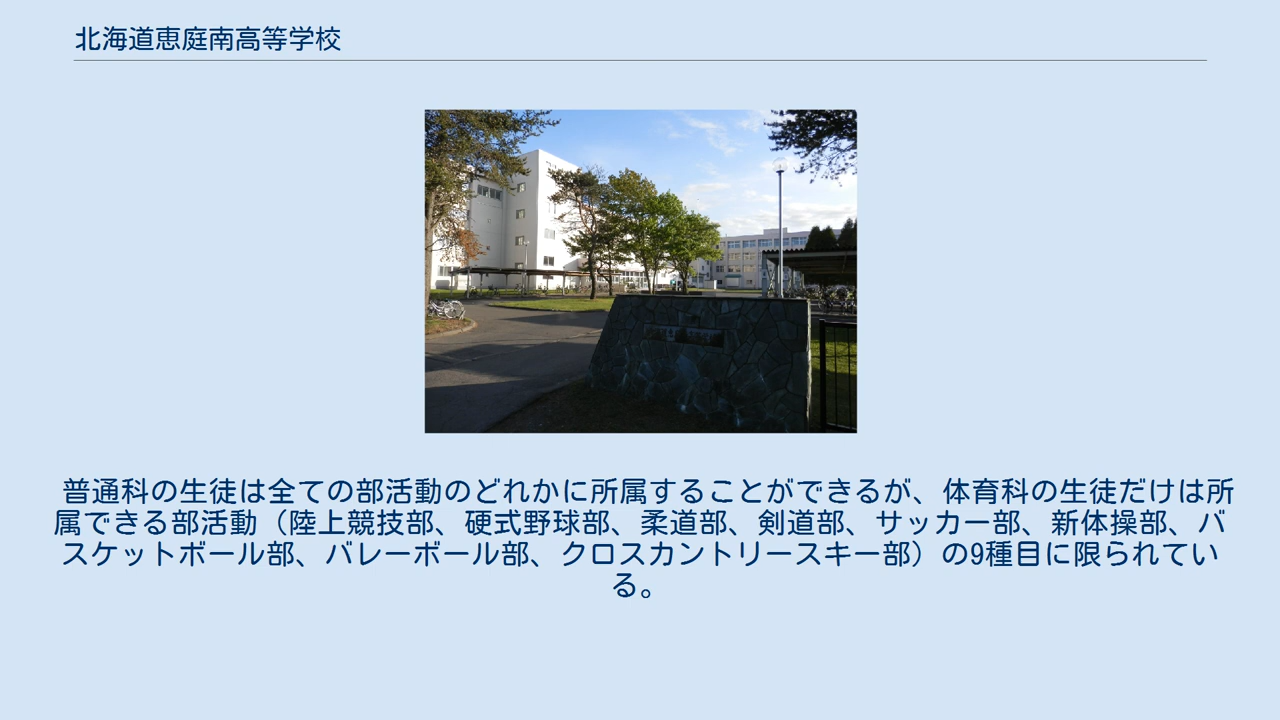 北海道恵庭南高等学校
普通科の生徒は全ての部活動のどれかに所属することができるが、体育科の生徒だけは所
属できる部活動（陸上競技部、硬式野球部、柔道部、剣道部、サッカー部、新体操部、バ
スケットボール部、バレーボール部、クロスカントリースキー部）の9種目に限られてい
る。